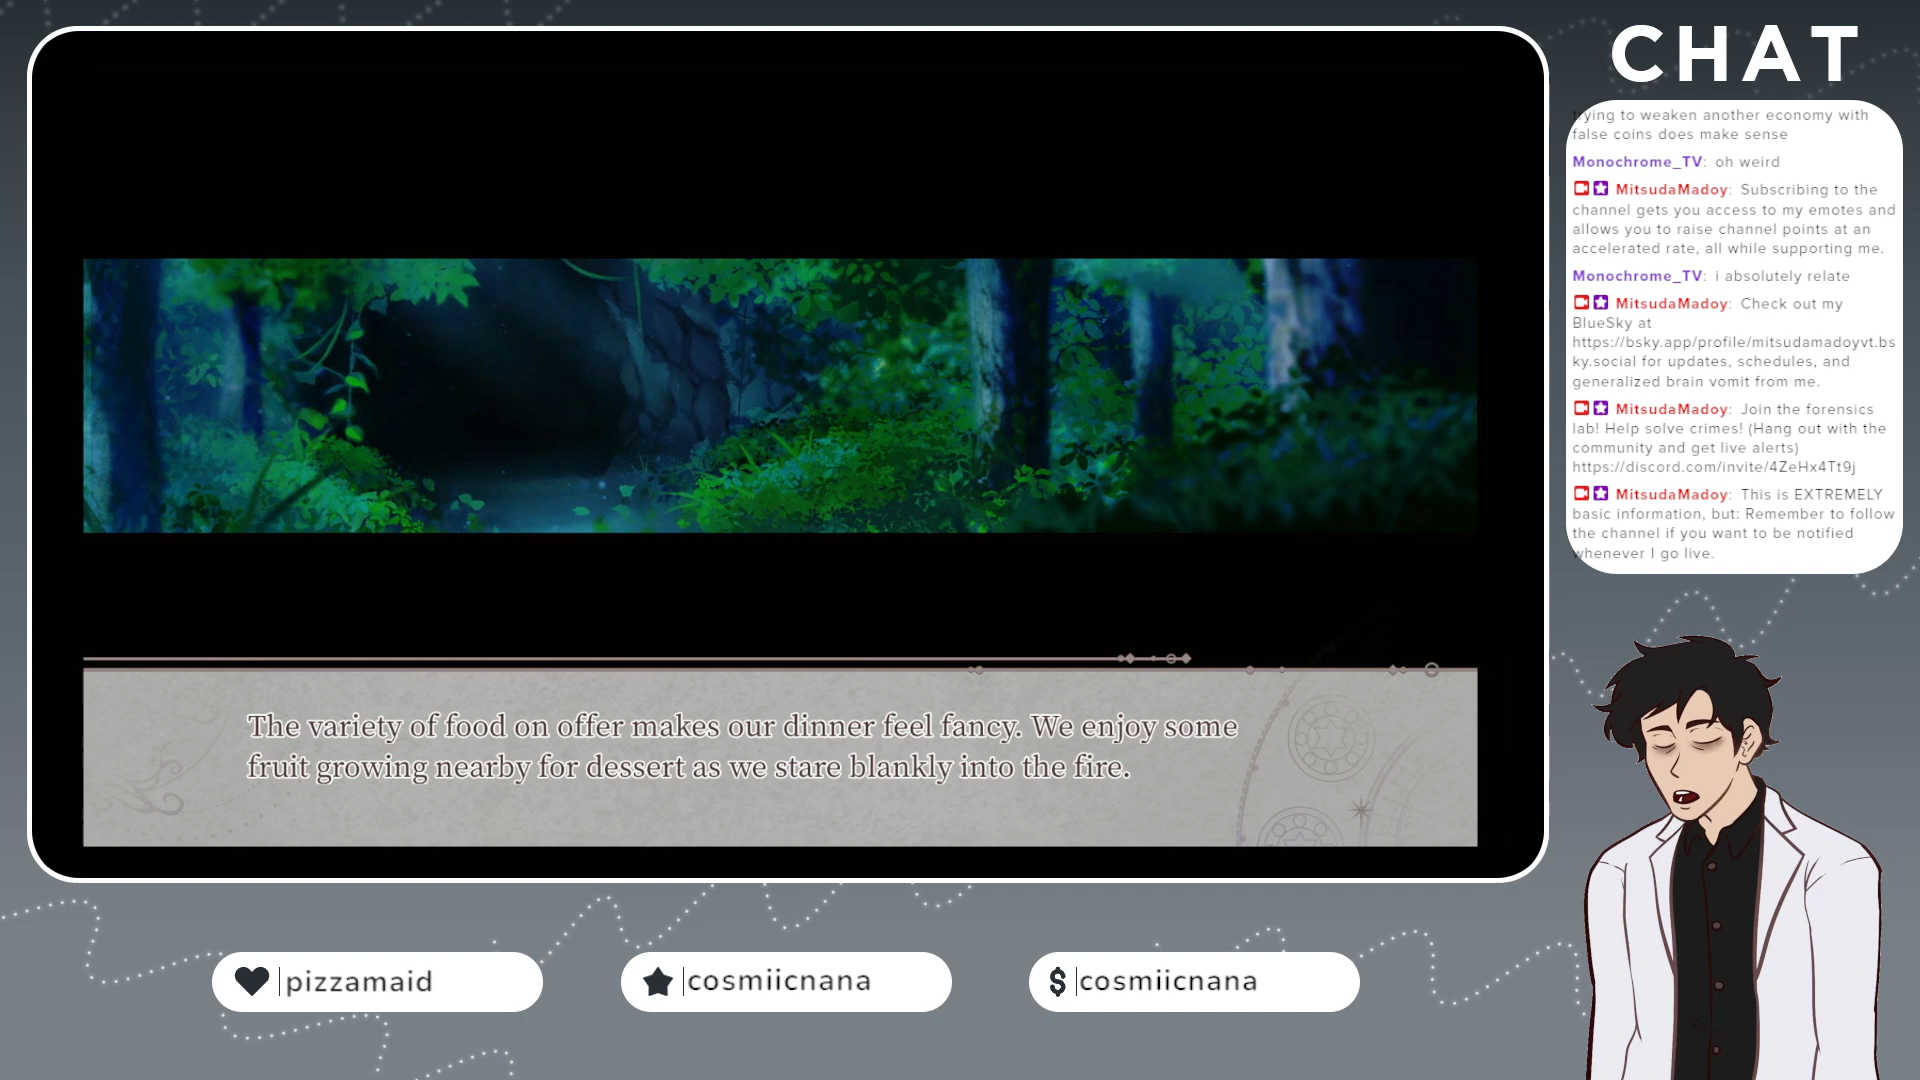 CHAT
trying to weaken another economy with
false coins does make sense
Monochrome_TV: oh weird
MitsudaMadoy: Subscribing to the
channel gets you access to my emotes and
allows you to raise channel points at an
accelerated rate, all while supporting me.
Monochrome_TV: i absolutely relate
MitsudaMadoy: Check out my
BlueSky at
https://bsky.app/profile/mitsudamadoyvt.bs
ky.social for updates, schedules, and
generalized brain vomit from me.
MitsudaMadoy: Join the forensics
lab! Help solve crimes! (Hang out with the
community and get live alerts)
https://discord.com/invite/4ZeHx4Tt9j
MitsudaMadoy: This is EXTREMELY
basic information, but: Remember to follow
the channel if you want to be notified
whenever I go live.
The variety of food on offer makes our dinner feel fancy. We enjoy some
fruit growing nearby for dessert as we stare blankly into the fire.
pizzamaid
cosmiicnana
$ cosmiicnana